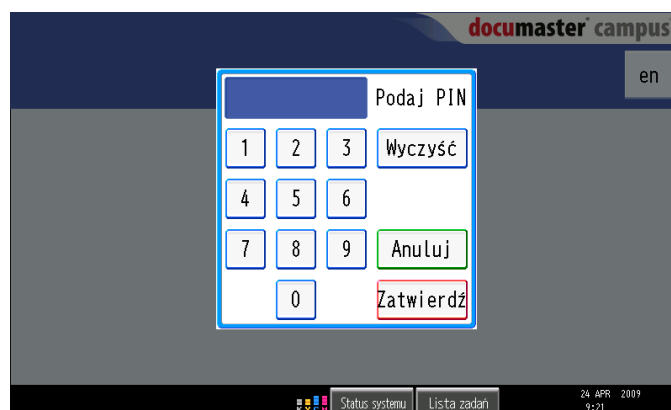 documaster campus
en
Podaj PIN
1 2 3 Wyczyść
4 5 6
7 8 9 Anuluj
0 Zatwierdź
Status systemu Lista zadań 24 APR 2009
9:21